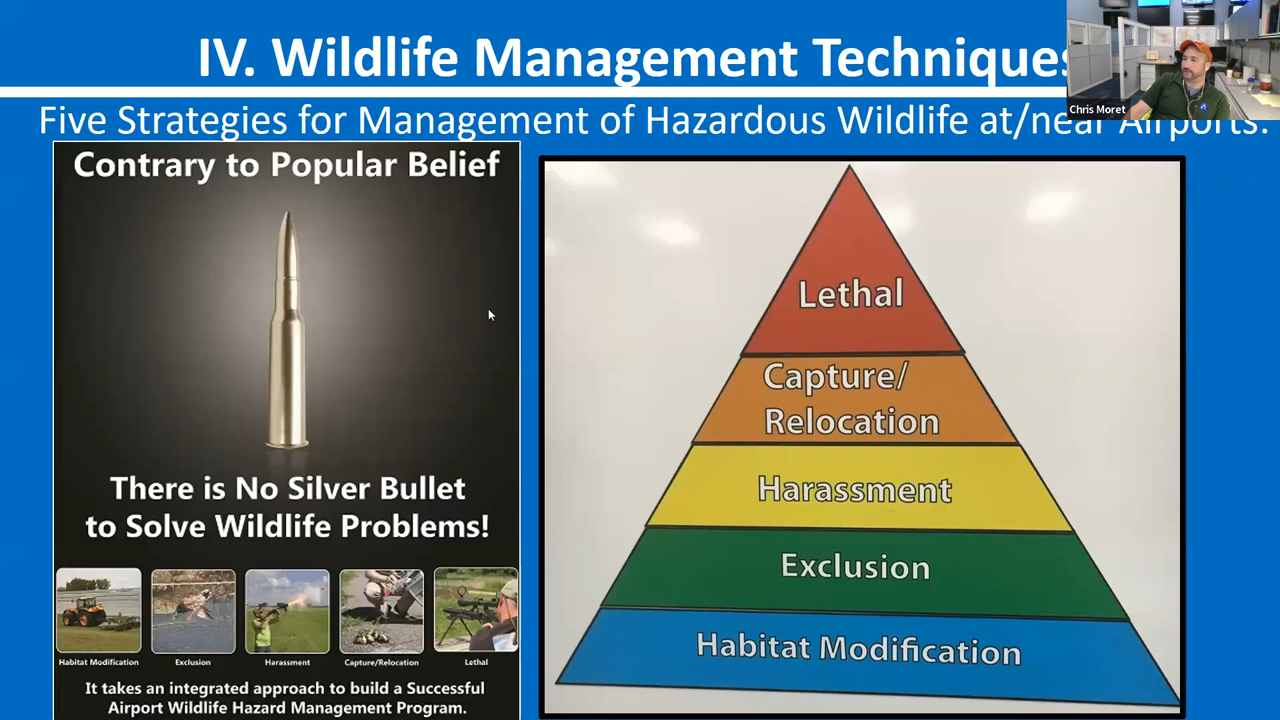 IV. Wildlife Management Techniques
Chris Moret
Five Strategies for Management of Hazardous Wildlife at/near Airports:
Contrary to Popular Belief
There is No Silver Bullet
to Solve Wildlife Problems!
Habitat Modification
Exclusion
Harassment
Capture/Relocation
Lethal
It takes an integrated approach to build a Successful
Airport Wildlife Hazard Management Program.
Lethal
Capture/
Relocation
Harassment
Exclusion
Habitat Modification